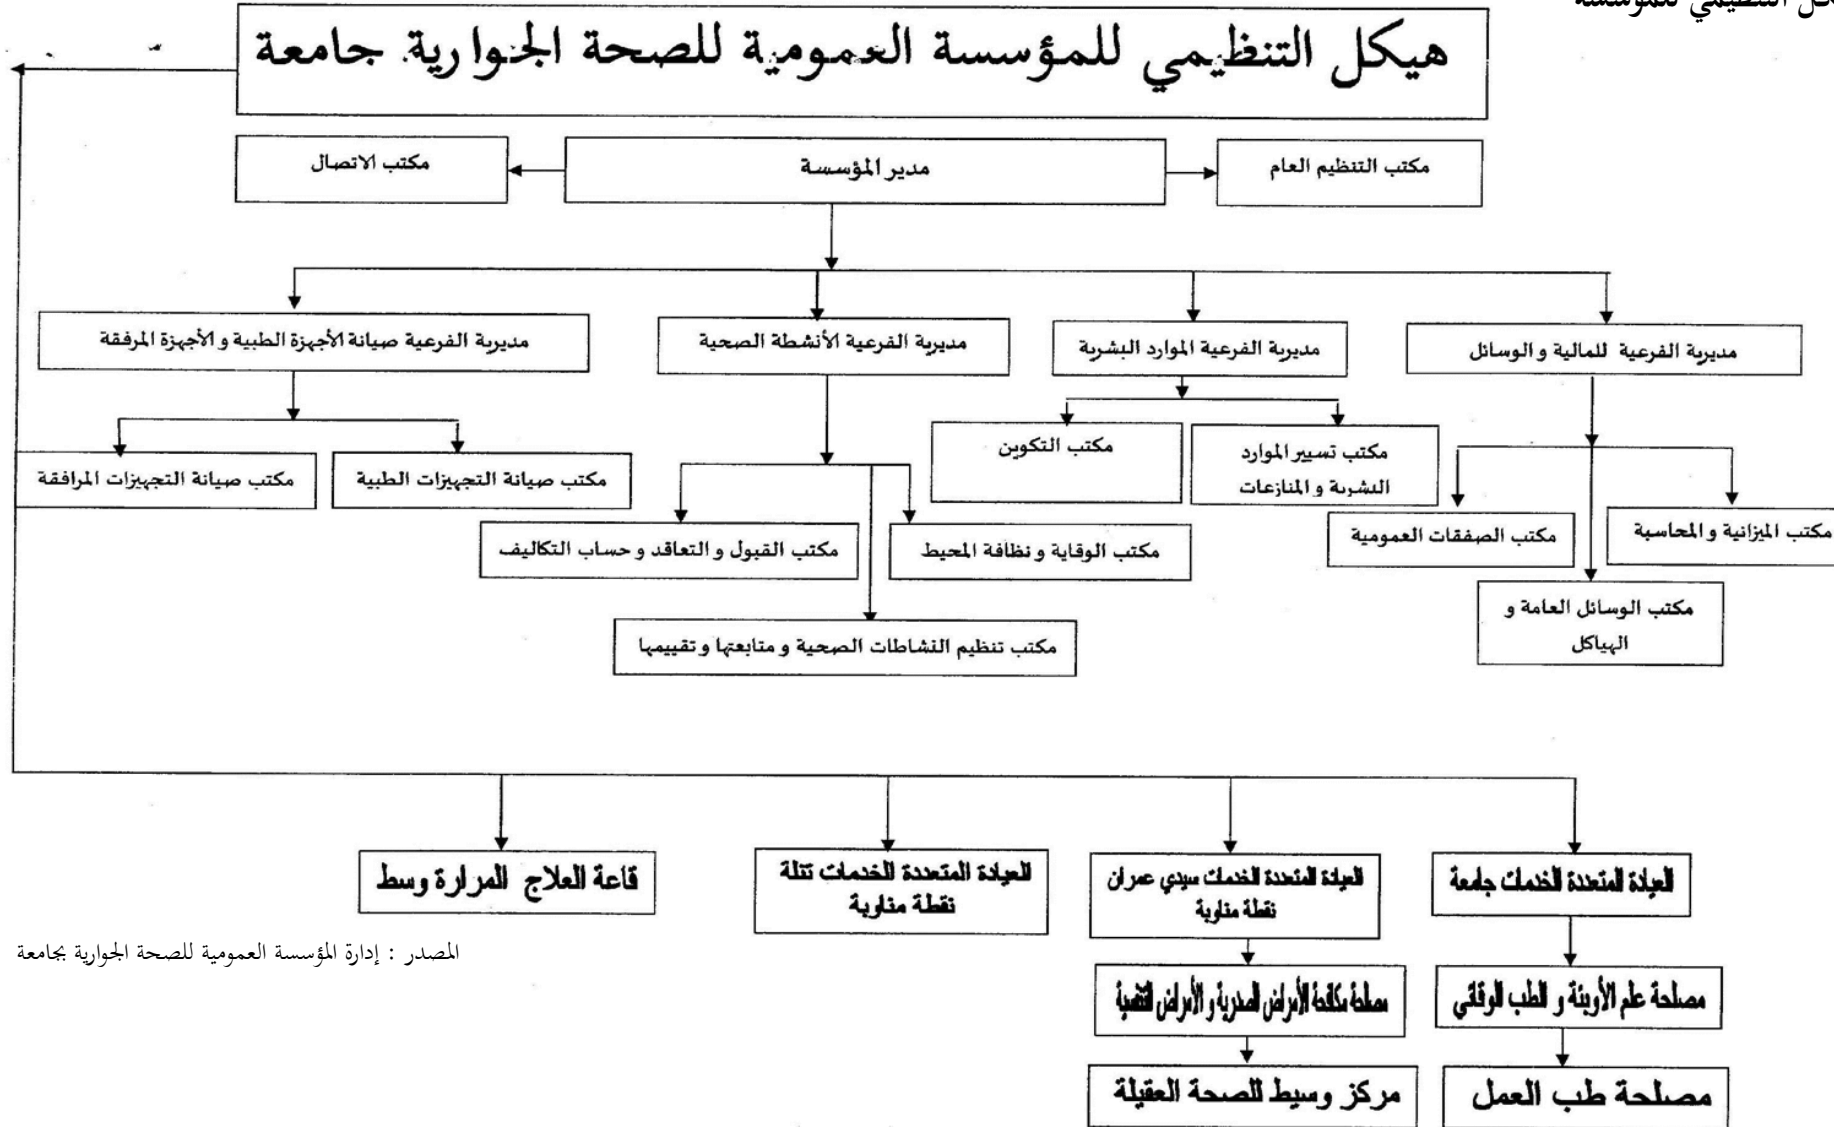 هيكل التنظيمي للمؤسسة العمومية للصحة الجوارية جامعة
مكتب التنظيم العام
مدير المؤسسة
مكتب الاتصال
مديرية الفرعية للمالية و الوسائل
مديرية الفرعية الموارد البشرية
مديرية الفرعية الأنشطة الصحية
مديرية الفرعية صيانة الأجهزة الطبية و الأجهزة المرفقة
مكتب الميزانية و المحاسبة
مكتب الصفقات العمومية
مكتب الوسائل العامة و
الهياكل
مكتب تسيير الموارد
البشرية و المنازعات
مكتب التكوين
مكتب الوقاية و نظافة المحيط
مكتب القبول و التعاقد و حساب التكاليف
مكتب تنظيم النشاطات الصحية و متابعتها و تقييمها
مكتب صيانة التجهيزات الطبية
مكتب صيانة التجهيزات المرافقة
العيادة المتعددة الخدمات جامعة
العيادة المتعددة الخدمات سيدي عمران
نقطة مناوبة
العيادة المتعددة الخدمات تتلة
نقطة مناوبة
قاعة العلاج المرارة وسط
مصلحة علم الأوبئة و الطب الوقائي
مصلحة مكافحة الأمراض الصدرية و الأمراض التنفسية
مصلحة طب العمل
مركز وسيط للصحة العقيلة
المصدر : إدارة المؤسسة العمومية للصحة الجوارية بجامعة